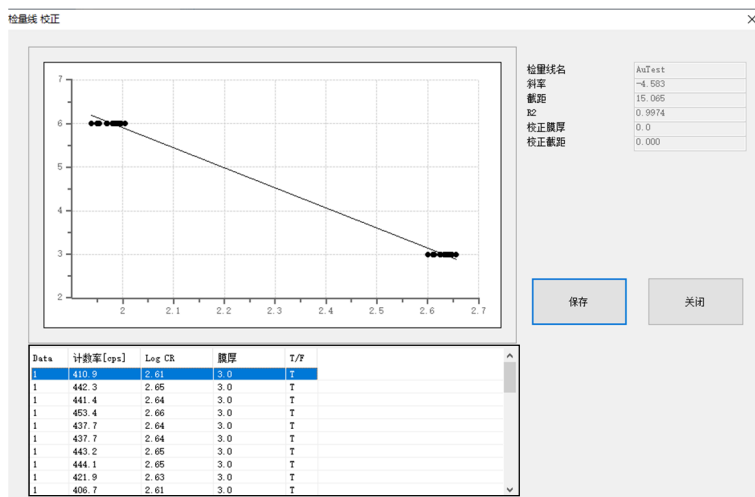 检量线 校正
检量线名 AuTest
斜率 -4.583
截距 15.065
R2 0.9974
校正膜厚 0.0
校正截距 0.000
7
6
5
4
3
2
2 2.1 2.2 2.3 2.4 2.5 2.6 2.7
保存 关闭
Data 计数率[cps] Log CR 膜厚 T/F
1 410.9 2.61 3.0 T
1 442.3 2.65 3.0 T
1 441.4 2.64 3.0 T
1 453.4 2.66 3.0 T
1 437.7 2.64 3.0 T
1 437.7 2.64 3.0 T
1 443.2 2.65 3.0 T
1 444.1 2.65 3.0 T
1 421.9 2.63 3.0 T
1 406.7 2.61 3.0 T